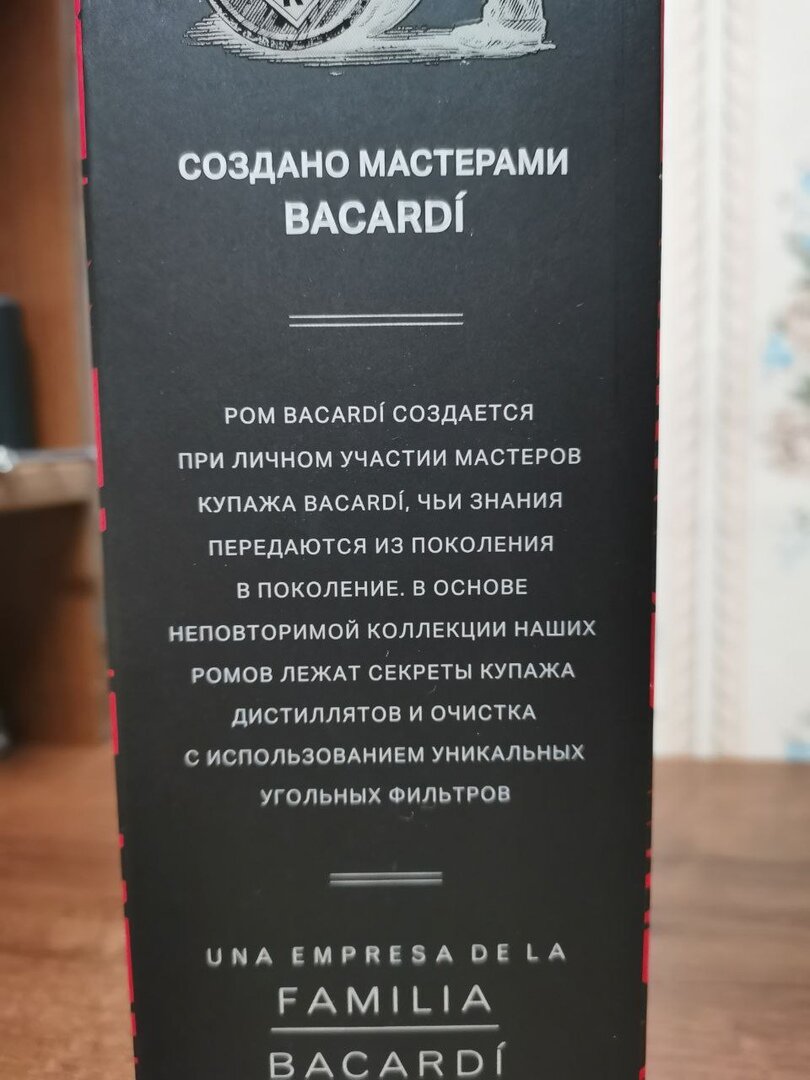 СОЗДАНО МАСТЕРАМИ
BACARDÍ
РОМ BACARDÍ СОЗДАЕТСЯ
ПРИ ЛИЧНОМ УЧАСТИИ МАСТЕРОВ
КУПАЖА BACARDÍ, ЧЬИ ЗНАНИЯ
ПЕРЕДАЮТСЯ ИЗ ПОКОЛЕНИЯ
В ПОКОЛЕНИЕ. В ОСНОВЕ
НЕПОВТОРИМОЙ КОЛЛЕКЦИИ НАШИХ
РОМОВ ЛЕЖАТ СЕКРЕТЫ КУПАЖА
ДИСТИЛЛЯТОВ И ОЧИСТКА
С ИСПОЛЬЗОВАНИЕМ УНИКАЛЬНЫХ
УГОЛЬНЫХ ФИЛЬТРОВ
UNA EMPRESA DE LA
FAMILIA
BACARDÍ